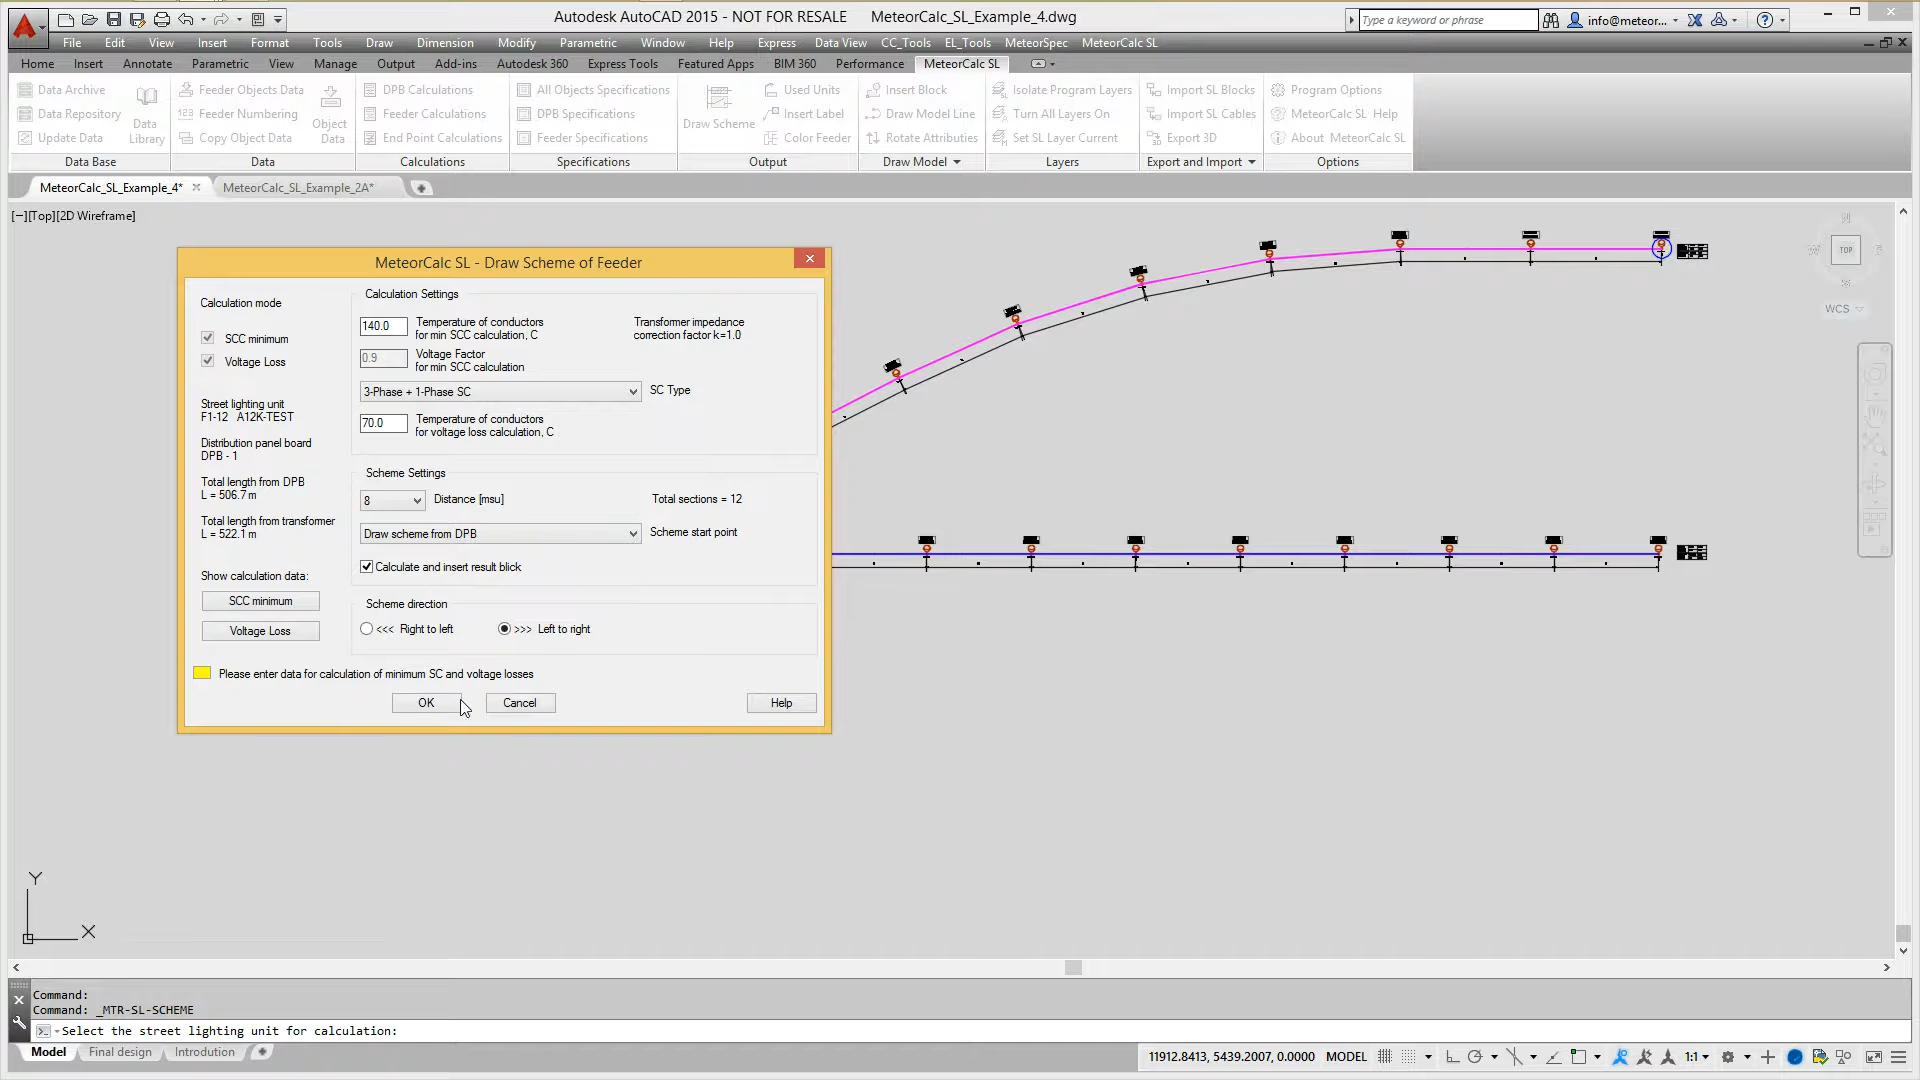 Autodesk AutoCAD 2015 - NOT FOR RESALE MeteorCalc_SL_Example_4.dwg
Type a keyword or phrase
info@meteor...
File Edit View Insert Format Tools Draw Dimension Modify Parametric Window Help Express Data View CC_Tools EL_Tools MeteorSpec MeteorCalc SL
Home Insert Annotate Parametric View Manage Output Add-ins Autodesk 360 Express Tools Featured Apps BIM 360 Performance MeteorCalc SL
Data Archive Feeder Objects Data DPB Calculations All Objects Specifications Used Units Insert Block Isolate Program Layers Import SL Blocks Program Options
Data Repository Data Library Feeder Numbering Object Data Feeder Calculations DPB Specifications Draw Scheme Insert Label Draw Model Line Turn All Layers On Import SL Cables MeteorCalc SL Help
Update Data Copy Object Data End Point Calculations Feeder Specifications Color Feeder Rotate Attributes Set SL Layer Current Export 3D About MeteorCalc SL
Data Base Data Calculations Specifications Output Draw Model Layers Export and Import Options
MeteorCalc_SL_Example_4* MeteorCalc_SL_Example_2A*
[−][Top][2D Wireframe]
TOP
WCS
MeteorCalc SL - Draw Scheme of Feeder
Calculation mode
SCC minimum
Voltage Loss
Street lighting unit
F1-12 A12K-TEST
Distribution panel board
DPB - 1
Total length from DPB
L = 506.7 m
Total length from transformer
L = 522.1 m
Show calculation data:
SCC minimum
Voltage Loss
Calculation Settings
140.0 Temperature of conductors
for min SCC calculation, C
Transformer impedance
correction factor k=1.0
0.9 Voltage Factor
for min SCC calculation
3-Phase + 1-Phase SC SC Type
70.0 Temperature of conductors
for voltage loss calculation, C
Scheme Settings
8 Distance [msu] Total sections = 12
Draw scheme from DPB Scheme start point
Calculate and insert result blick
Scheme direction
<<< Right to left >>> Left to right
Please enter data for calculation of minimum SC and voltage losses
OK Cancel Help
Y
X
Command:
Command: _MTR-SL-SCHEME
Select the street lighting unit for calculation:
Model Final design Introdution
11912.8413, 5439.2007, 0.0000 MODEL 1:1